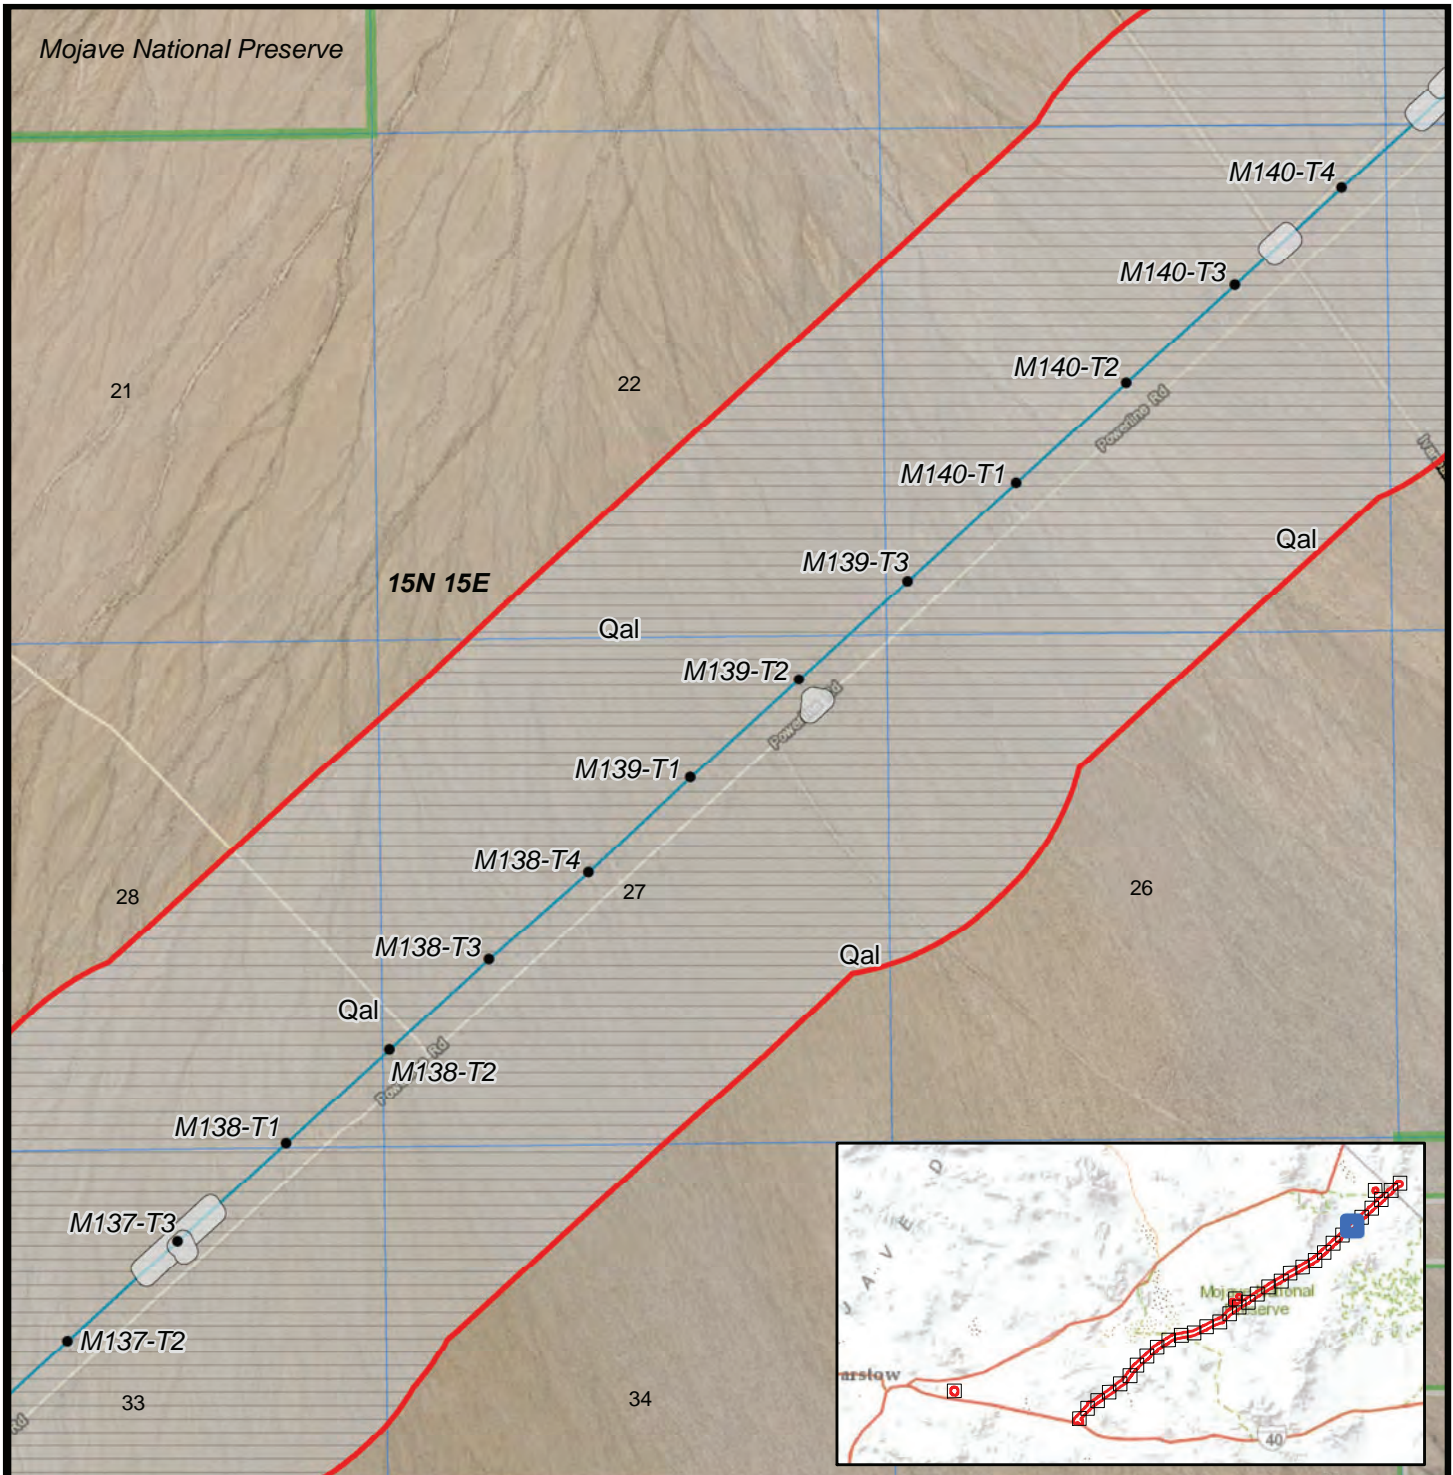 Mojave National Preserve
M140-T4
M140-T3
M140-T2
21
22
Powerline Rd
M140-T1
Qal
M139-T3
15N 15E
Qal
M139-T2
M139-T1
M138-T4
28
27
26
M138-T3
Qal
Qal
M138-T2
M138-T1
M137-T3
M137-T2
33
34
Rd
J A V E D
arstow
40